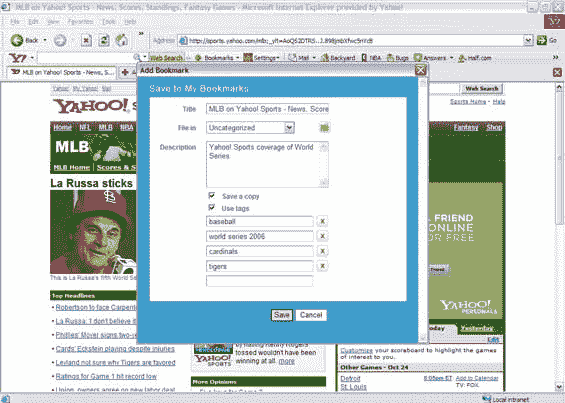 MLB on Yahoo! Sports - News, Scores, Standings, Fantasy Games - Microsoft Internet Explorer provided by Yahoo!
File Edit View Favorites Tools Help
Back
Address http://sports.yahoo.com/mlb;
Go
Y! Web Search Bookmarks Settings Mail Backyard NBA Bugs Answers Half.com
MLB on Yahoo! Sports - News,
Add Bookmark
Yahoo! My Yahoo! Mail
Web Search
YAHOO!
Sports Home - Help
Home NFL MLB NBA
Fantasy Shop
MLB
MLB Home Scores & S
Save to My Bookmarks
Title MLB on Yahoo! Sports - News, Score
File in Uncategorized
Description Yahoo! Sports coverage of World
Series
Save a copy
Use tags
baseball X
world series 2006 X
cardinals X
tigers X
Save Cancel
La Russa sticks
This is La Russa's fifth World Se
Top Headlines
Robertson to face Carpente
La Russa: I don't believe it
Phillies' Morel signs two-ye
Cards' Eckstein playing despite injuries
Leyland not sure why Tigers are favored
Ratings for Game 1 hit record low
Union, owners agree on new labor deal
YAHOO!
SPORTS
by having Kenny Rogers
tossed wouldn't have been
winning at all. more
More Opinions
FRIEND
ONLINE
FOR FREE
YAHOO!
PERSONALS
Today Yesterday
Edit
Customize your scoreboard to highlight the games
of interest to you.
Other Games - Oct 24
Detroit 8:05pm ET Add to Calendar
St. Louis TV: FOX
Local intranet